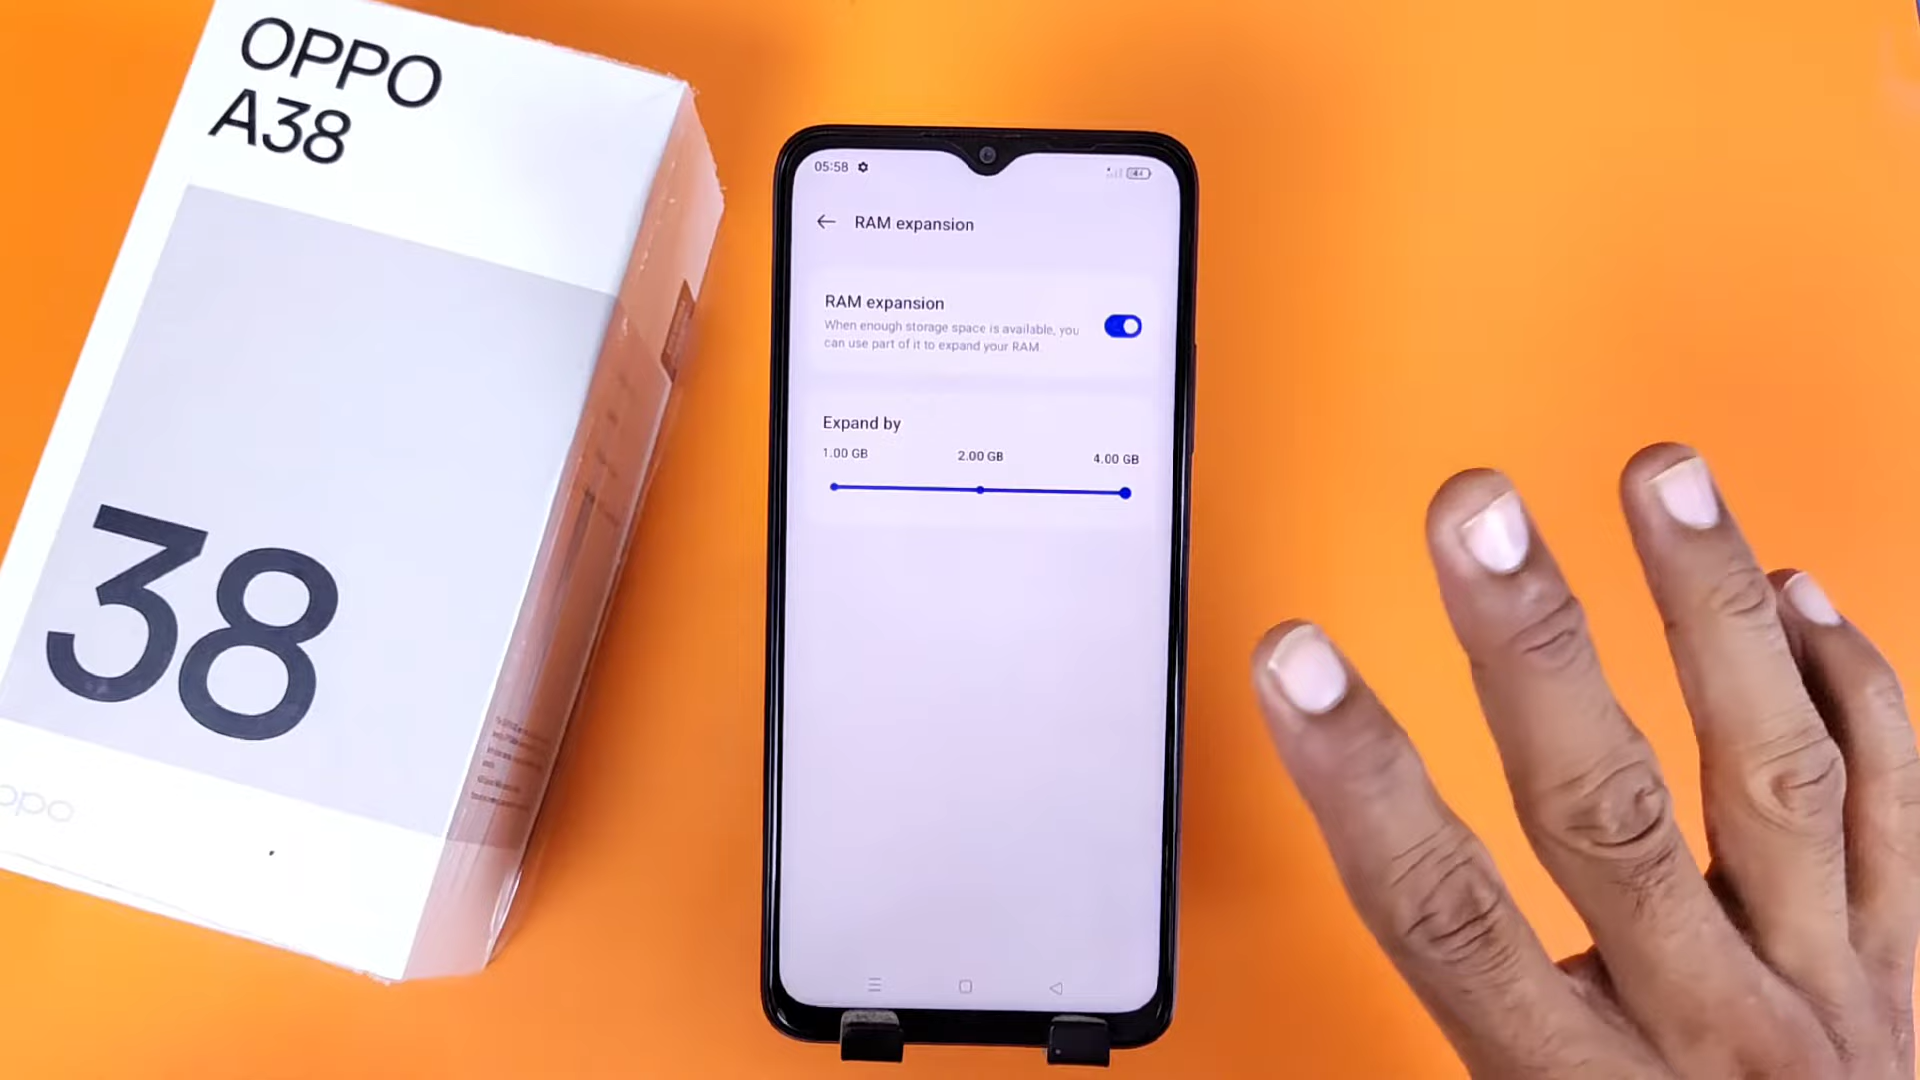 OPPO
A38
38
oppo
05:58
44
RAM expansion
RAM expansion
When enough storage space is available, you
can use part of it to expand your RAM.
Expand by
1.00 GB 2.00 GB 4.00 GB